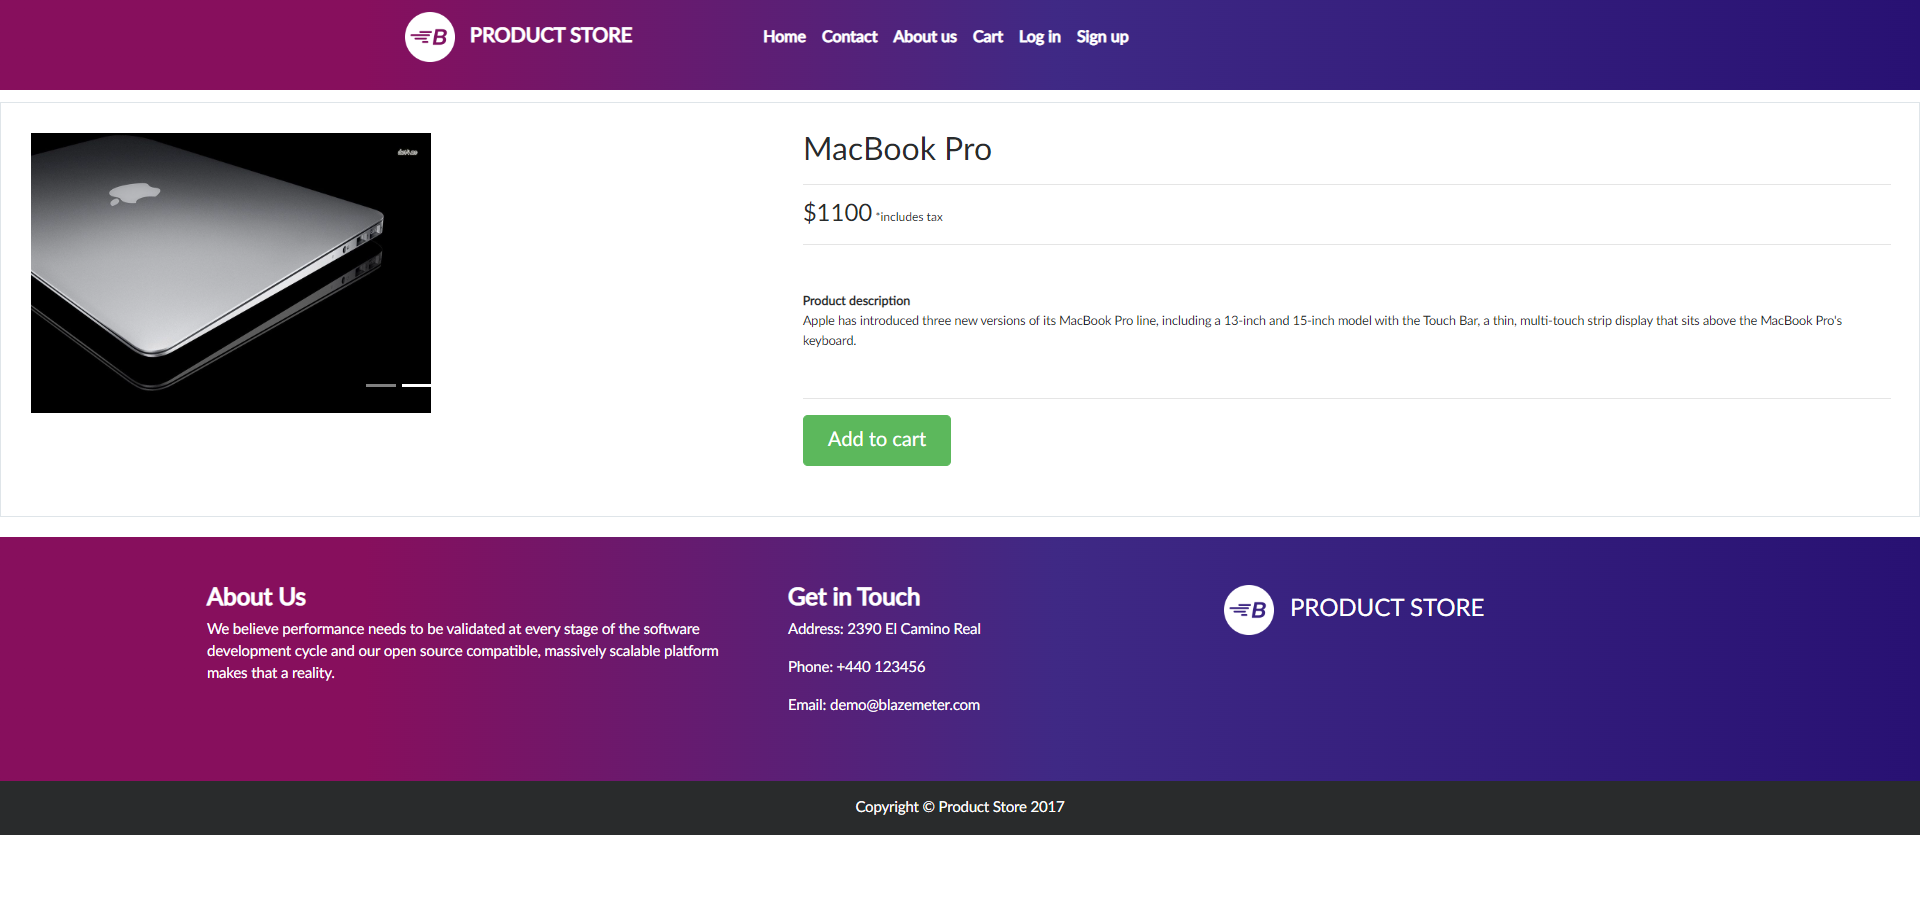 B PRODUCT STORE
Home Contact About us Cart Log in Sign up
MacBook Pro
$1100 *includes tax
Product description
Apple has introduced three new versions of its MacBook Pro line, including a 13-inch and 15-inch model with the Touch Bar, a thin, multi-touch strip display that sits above the MacBook Pro's
keyboard.
Add to cart
About Us
We believe performance needs to be validated at every stage of the software
development cycle and our open source compatible, massively scalable platform
makes that a reality.
Get in Touch
Address: 2390 El Camino Real
Phone: +440 123456
Email: demo@blazemeter.com
B PRODUCT STORE
Copyright © Product Store 2017